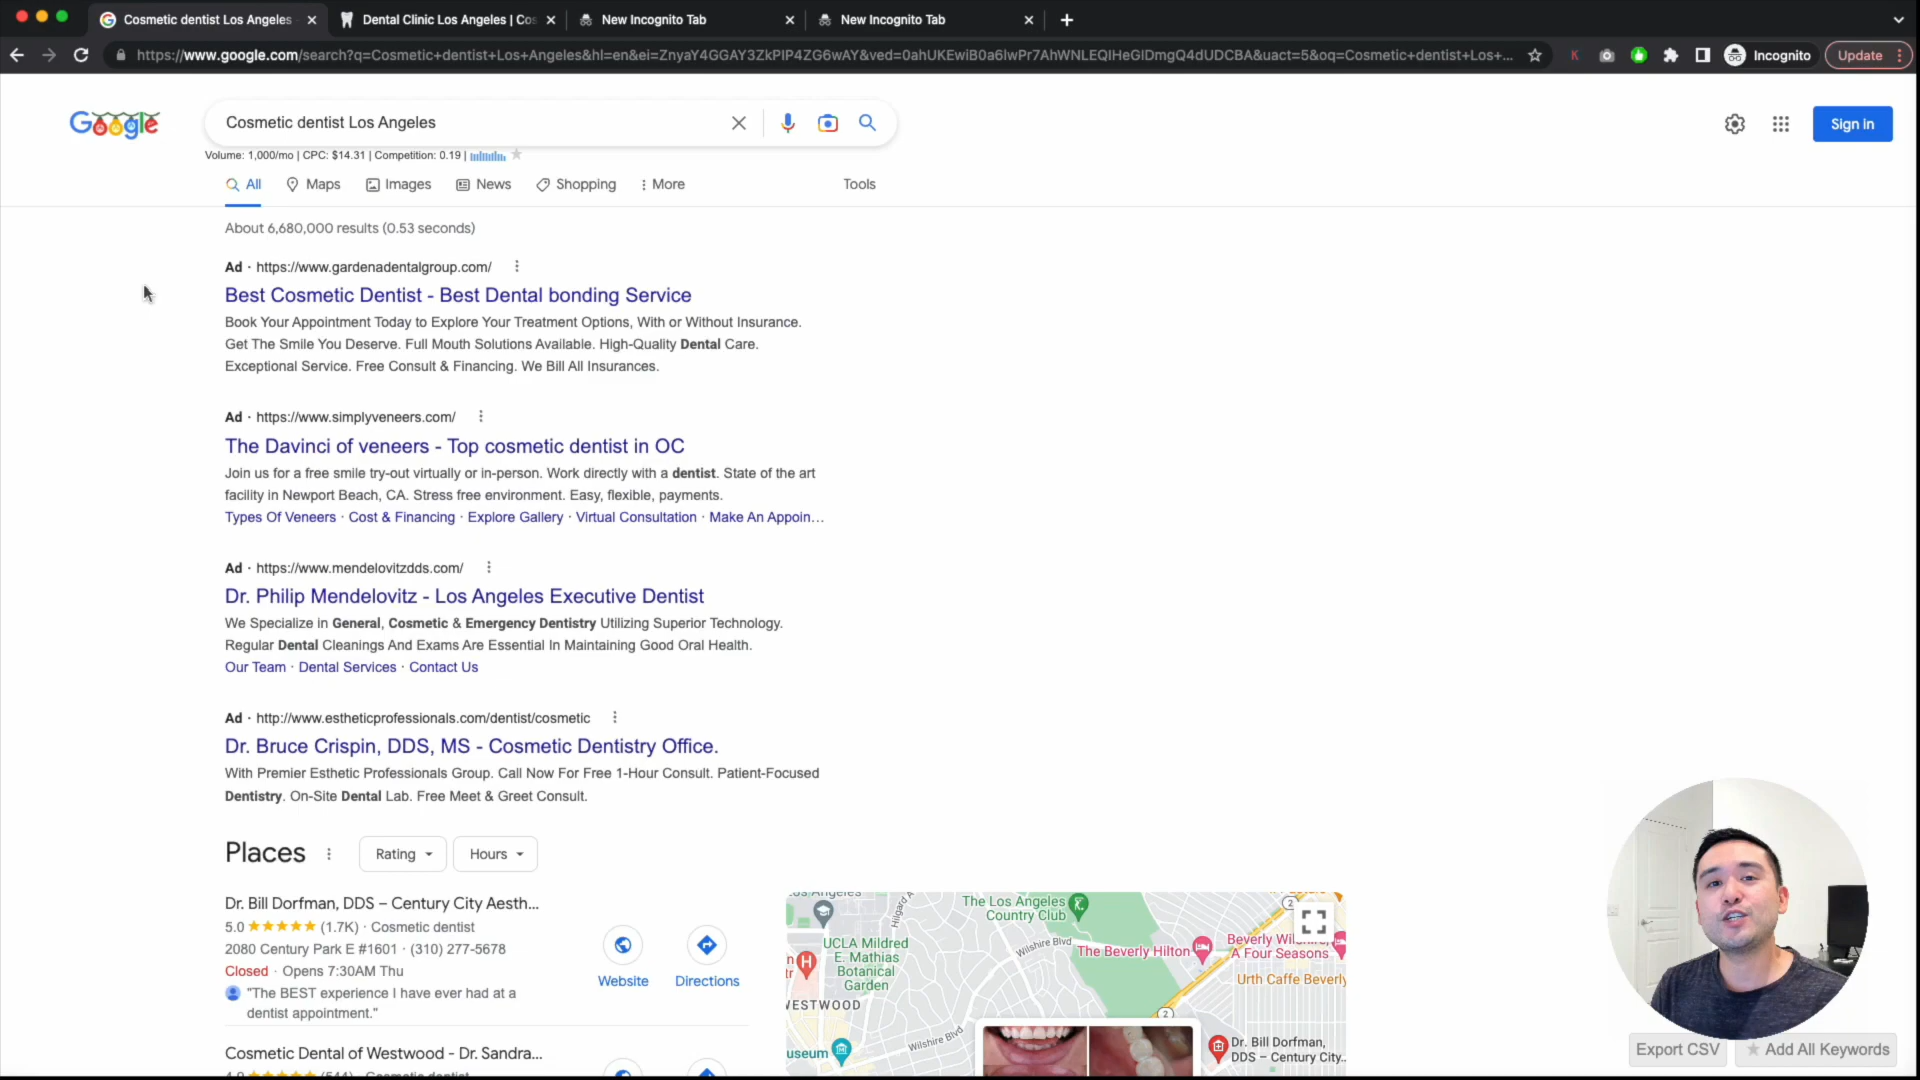 Cosmetic dentist Los Angeles
Dental Clinic Los Angeles | Cos
New Incognito Tab
New Incognito Tab
https://www.google.com/search?q=Cosmetic+dentist+Los+Angeles&hl=en&ei=ZnyaY4GGAY3ZkPIP4ZG6wAY&ved=0ahUKEwiB0a6lwPr7AhWNLEQIHeGIDmgQ4dUDCBA&uact=5&oq=Cosmetic+dentist+Los+...
Incognito
Update
Google
Cosmetic dentist Los Angeles
Sign in
Volume: 1,000/mo | CPC: $14.31 | Competition: 0.19 |
All
Maps
Images
News
Shopping
More
Tools
About 6,680,000 results (0.53 seconds)
Ad · https://www.gardenadentalgroup.com/
Best Cosmetic Dentist - Best Dental bonding Service
Book Your Appointment Today to Explore Your Treatment Options, With or Without Insurance.
Get The Smile You Deserve. Full Mouth Solutions Available. High-Quality Dental Care.
Exceptional Service. Free Consult & Financing. We Bill All Insurances.
Ad · https://www.simplyveneers.com/
The Davinci of veneers - Top cosmetic dentist in OC
Join us for a free smile try-out virtually or in-person. Work directly with a dentist. State of the art
facility in Newport Beach, CA. Stress free environment. Easy, flexible, payments.
Types Of Veneers · Cost & Financing · Explore Gallery · Virtual Consultation · Make An Appoin...
Ad · https://www.mendelovitzdds.com/
Dr. Philip Mendelovitz - Los Angeles Executive Dentist
We Specialize in General, Cosmetic & Emergency Dentistry Utilizing Superior Technology.
Regular Dental Cleanings And Exams Are Essential In Maintaining Good Oral Health.
Our Team · Dental Services · Contact Us
Ad · http://www.estheticprofessionals.com/dentist/cosmetic
Dr. Bruce Crispin, DDS, MS - Cosmetic Dentistry Office.
With Premier Esthetic Professionals Group. Call Now For Free 1-Hour Consult. Patient-Focused
Dentistry. On-Site Dental Lab. Free Meet & Greet Consult.
Places
Rating
Hours
Dr. Bill Dorfman, DDS – Century City Aesth...
5.0 (1.7K) · Cosmetic dentist
2080 Century Park E #1601 · (310) 277-5678
Closed · Opens 7:30AM Thu
"The BEST experience I have ever had at a
dentist appointment."
Website
Directions
Cosmetic Dental of Westwood - Dr. Sandra...
The Los Angeles
Country Club
Hilgard A
UCLA Mildred
E. Mathias
Botanical
Garden
Wilshire Blvd
The Beverly Hilton
Beverly Wil
A Four Seasons
Urth Caffe Beverly
2
2
WESTWOOD
Wilshire Blvd
useum
Dr. Bill Dorfman,
DDS – Century City..
Export CSV
Add All Keywords